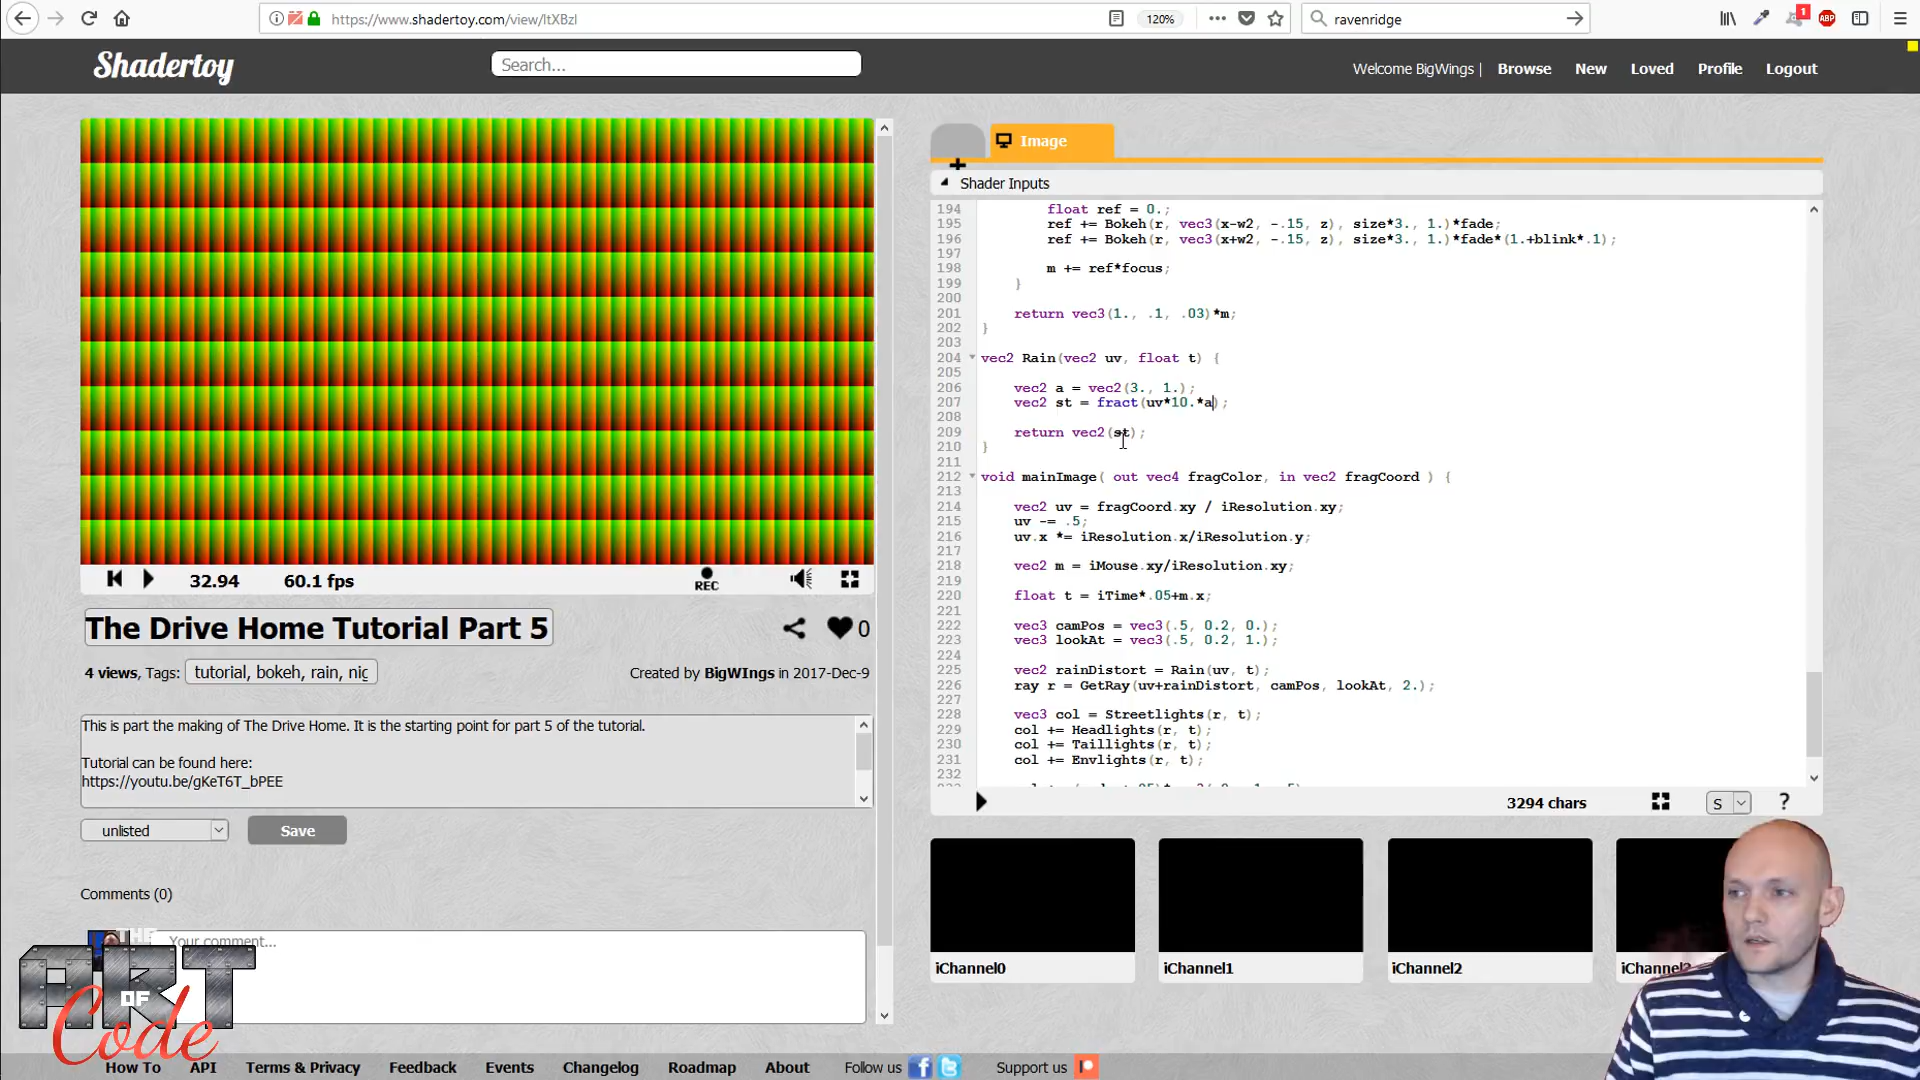 https://www.shadertoy.com/view/ltXBzl
120%
ravenridge
1
ABP
Shadertoy
Search...
Welcome BigWings |
Browse
New
Loved
Profile
Logout
Image
+
Shader Inputs
194 float ref = 0.;
195 ref += Bokeh(r, vec3(x-w2, -.15, z), size*3., 1.)*fade;
196 ref += Bokeh(r, vec3(x+w2, -.15, z), size*3., 1.)*fade*(1.+blink*.1);
197
198 m += ref*focus;
199 }
200
201 return vec3(1., .1, .03)*m;
202 }
203
204 vec2 Rain(vec2 uv, float t) {
205
206 vec2 a = vec2(3., 1.);
207 vec2 st = fract(uv*10.*a);
208
209 return vec2(st);
210 }
211
212 void mainImage( out vec4 fragColor, in vec2 fragCoord ) {
213
214 vec2 uv = fragCoord.xy / iResolution.xy;
215 uv -= .5;
216 uv.x *= iResolution.x/iResolution.y;
217
218 vec2 m = iMouse.xy/iResolution.xy;
219
220 float t = iTime*.05+m.x;
221
222 vec3 camPos = vec3(.5, 0.2, 0.);
223 vec3 lookAt = vec3(.5, 0.2, 1.);
224
225 vec2 rainDistort = Rain(uv, t);
226 ray r = GetRay(uv+rainDistort, camPos, lookAt, 2.);
227
228 vec3 col = Streetlights(r, t);
229 col += Headlights(r, t);
230 col += Taillights(r, t);
231 col += Envlights(r, t);
232
3294 chars
S
?
iChannel0
iChannel1
iChannel2
32.94
60.1 fps
REC
The Drive Home Tutorial Part 5
0
4 views, Tags:
tutorial, bokeh, rain, nig
Created by BigWIngs in 2017-Dec-9
This is part the making of The Drive Home. It is the starting point for part 5 of the tutorial.
Tutorial can be found here:
https://youtu.be/gKeT6T_bPEE
unlisted
Save
Comments (0)
Your comment...
THE
ART
OF
Code
How To
API
Terms & Privacy
Feedback
Events
Changelog
Roadmap
About
Follow us
Support us